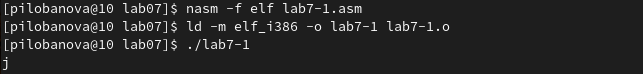 [pilobanova@10 lab07]$ nasm -f elf lab7-1.asm
[pilobanova@10 lab07]$ ld -m elf_i386 -o lab7-1 lab7-1.o
[pilobanova@10 lab07]$ ./lab7-1
j